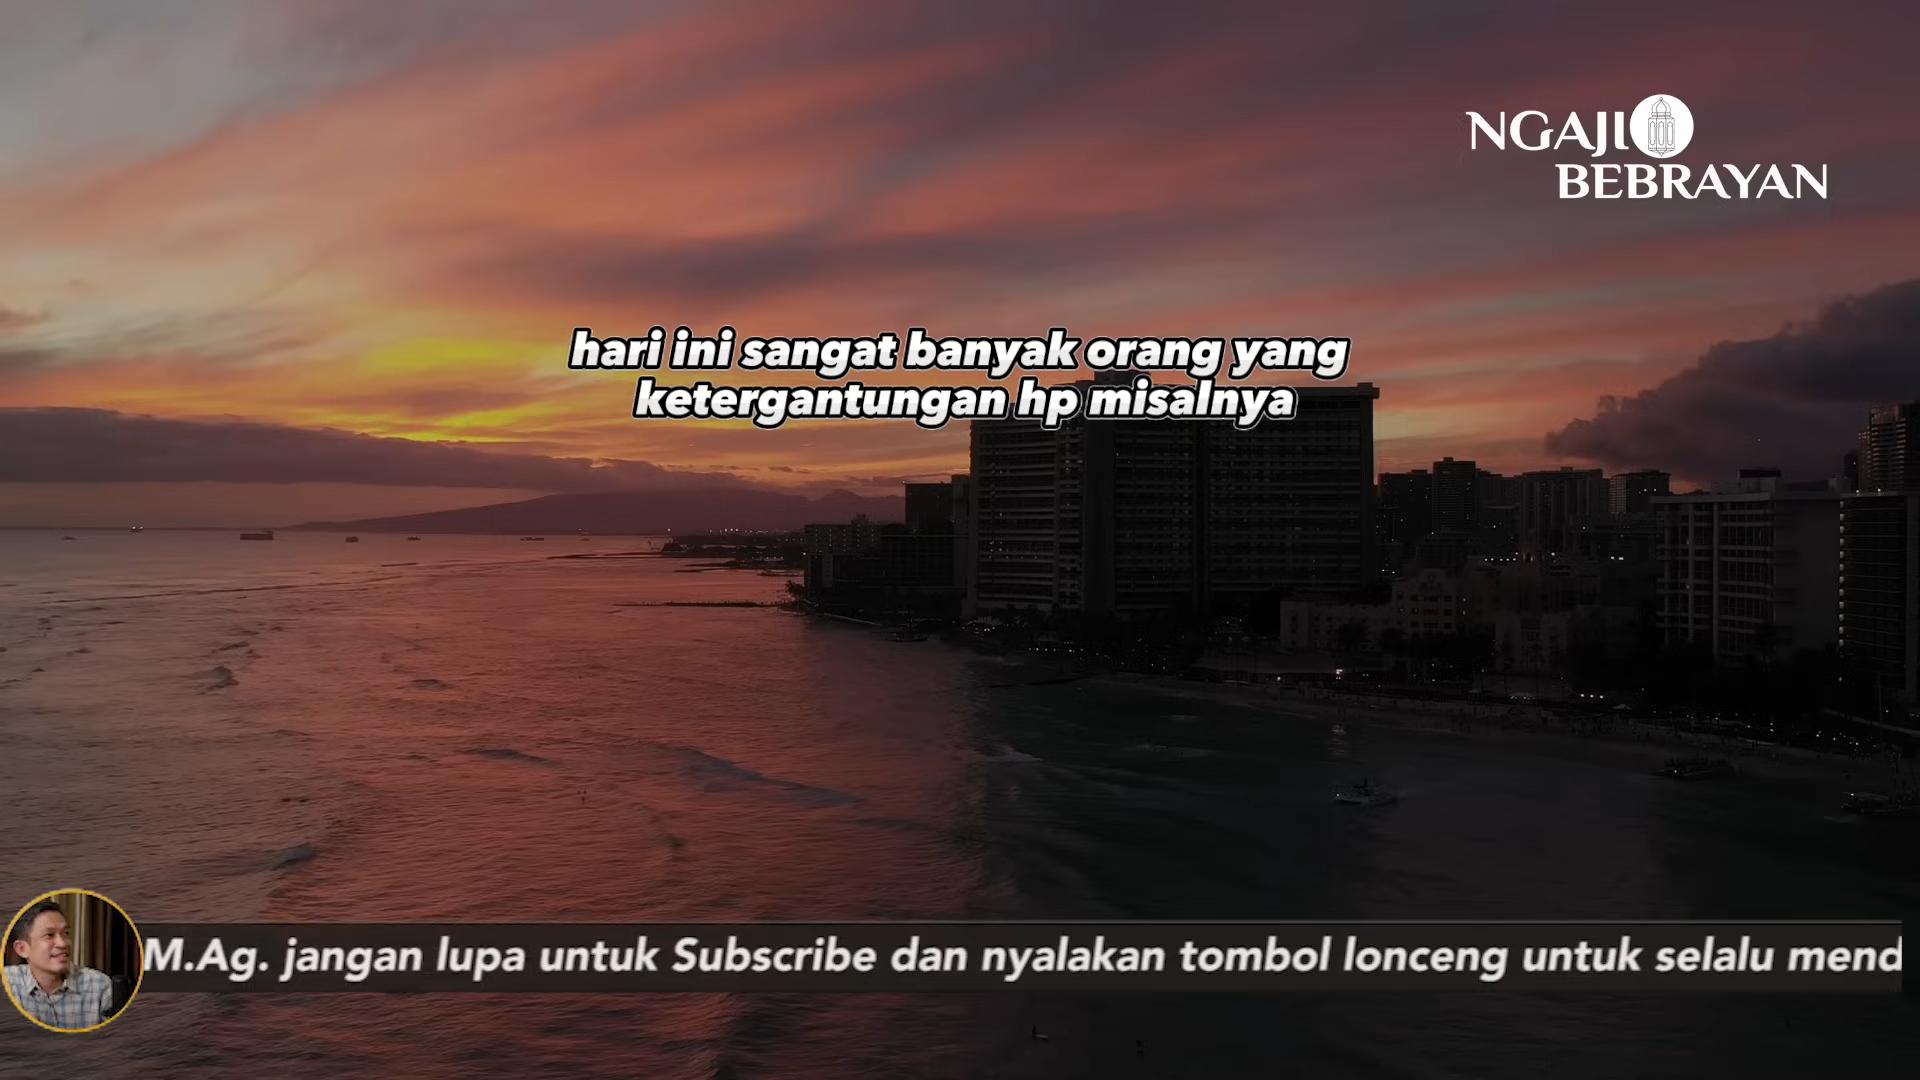 NGAJI
BEBRAYAN
hari ini sangat banyak orang yang
ketergantungan hp misalnya
M.Ag. jangan lupa untuk Subscribe dan nyalakan tombol lonceng untuk selalu mend